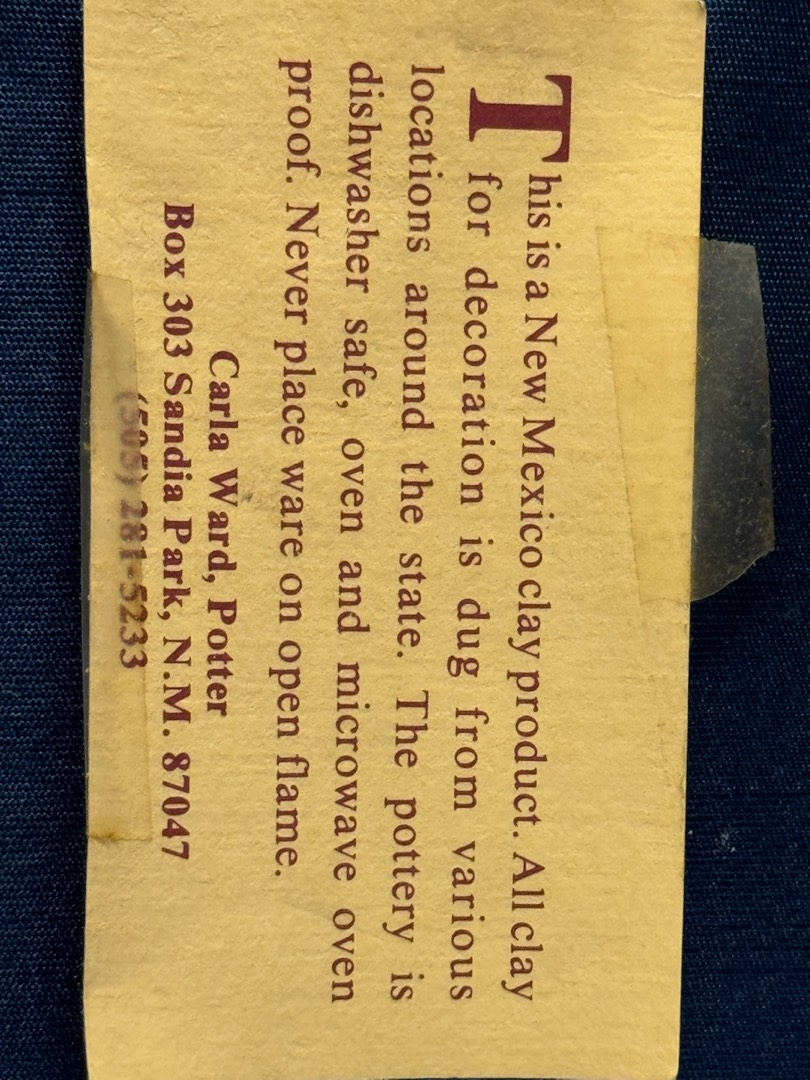 This is a New Mexico clay product. All clay
for decoration is dug from various
locations around the state. The pottery is
dishwasher safe, oven and microwave oven
proof. Never place ware on open flame.
Carla Ward, Potter
Box 303 Sandia Park, N.M. 87047
(505) 281-5233